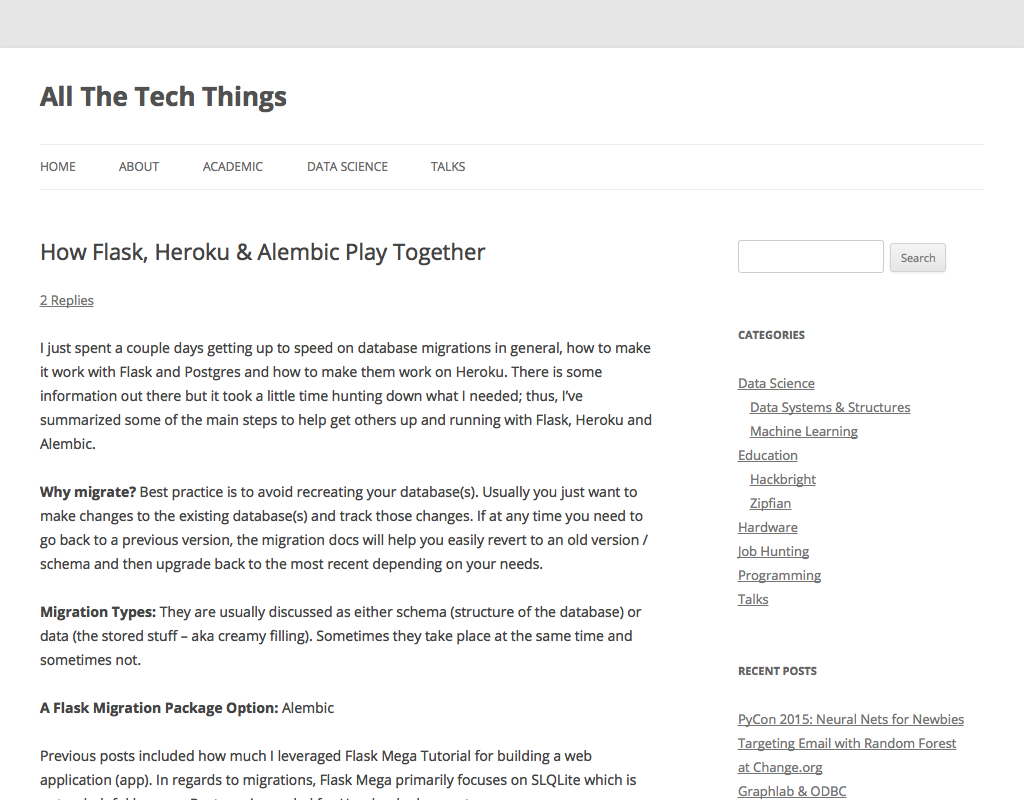 All The Tech Things
HOME
ABOUT
ACADEMIC
DATA SCIENCE
TALKS
How Flask, Heroku & Alembic Play Together
2 Replies
I just spent a couple days getting up to speed on database migrations in general, how to make
it work with Flask and Postgres and how to make them work on Heroku. There is some
information out there but it took a little time hunting down what I needed; thus, I’ve
summarized some of the main steps to help get others up and running with Flask, Heroku and
Alembic.
Why migrate? Best practice is to avoid recreating your database(s). Usually you just want to
make changes to the existing database(s) and track those changes. If at any time you need to
go back to a previous version, the migration docs will help you easily revert to an old version /
schema and then upgrade back to the most recent depending on your needs.
Migration Types: They are usually discussed as either schema (structure of the database) or
data (the stored stuff – aka creamy filling). Sometimes they take place at the same time and
sometimes not.
A Flask Migration Package Option: Alembic
Previous posts included how much I leveraged Flask Mega Tutorial for building a web
application (app). In regards to migrations, Flask Mega primarily focuses on SLQLite which is
Search
CATEGORIES
Data Science
Data Systems & Structures
Machine Learning
Education
Hackbright
Zipfian
Hardware
Job Hunting
Programming
Talks
RECENT POSTS
PyCon 2015: Neural Nets for Newbies
Targeting Email with Random Forest
at Change.org
Graphlab & ODBC